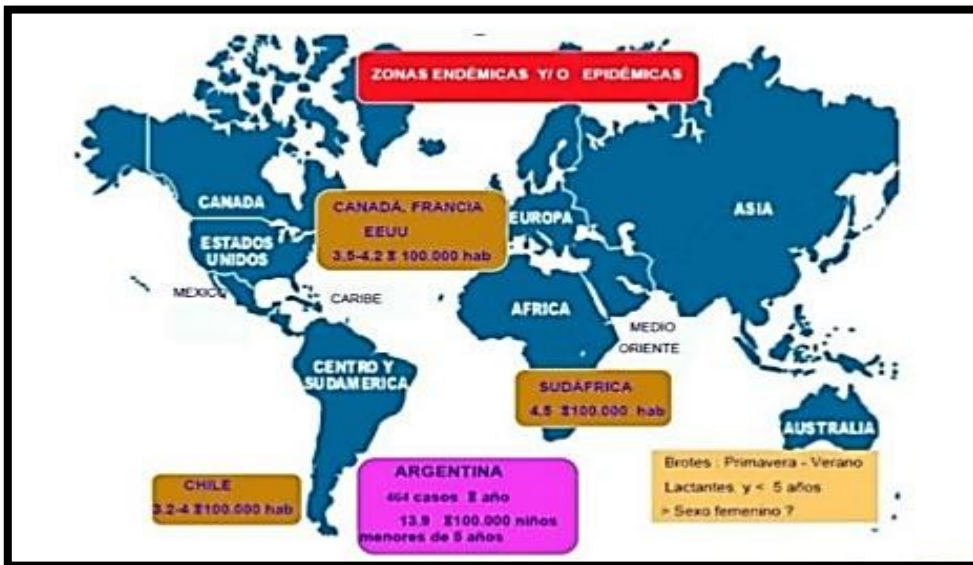 ZONAS ENDÉMICAS Y/ O EPIDÉMICAS
CANADA
CANADÁ, FRANCIA
EEUU
3,5-4,2 X 100.000 hab
ESTADOS
UNIDOS
EUROPA
ASIA
MEXICO
CARIBE
AFRICA
MEDIO
ORIENTE
CENTRO Y
SUDAMERICA
SUDÁFRICA
4,5 X100.000 hab
AUSTRALIA
CHILE
3.2-4 X100.000 hab
ARGENTINA
464 casos X año
13,9 X100.000 niños
menores de 5 años
Brotes : Primavera - Verano
Lactantes y < 5 años
> Sexo femenino ?